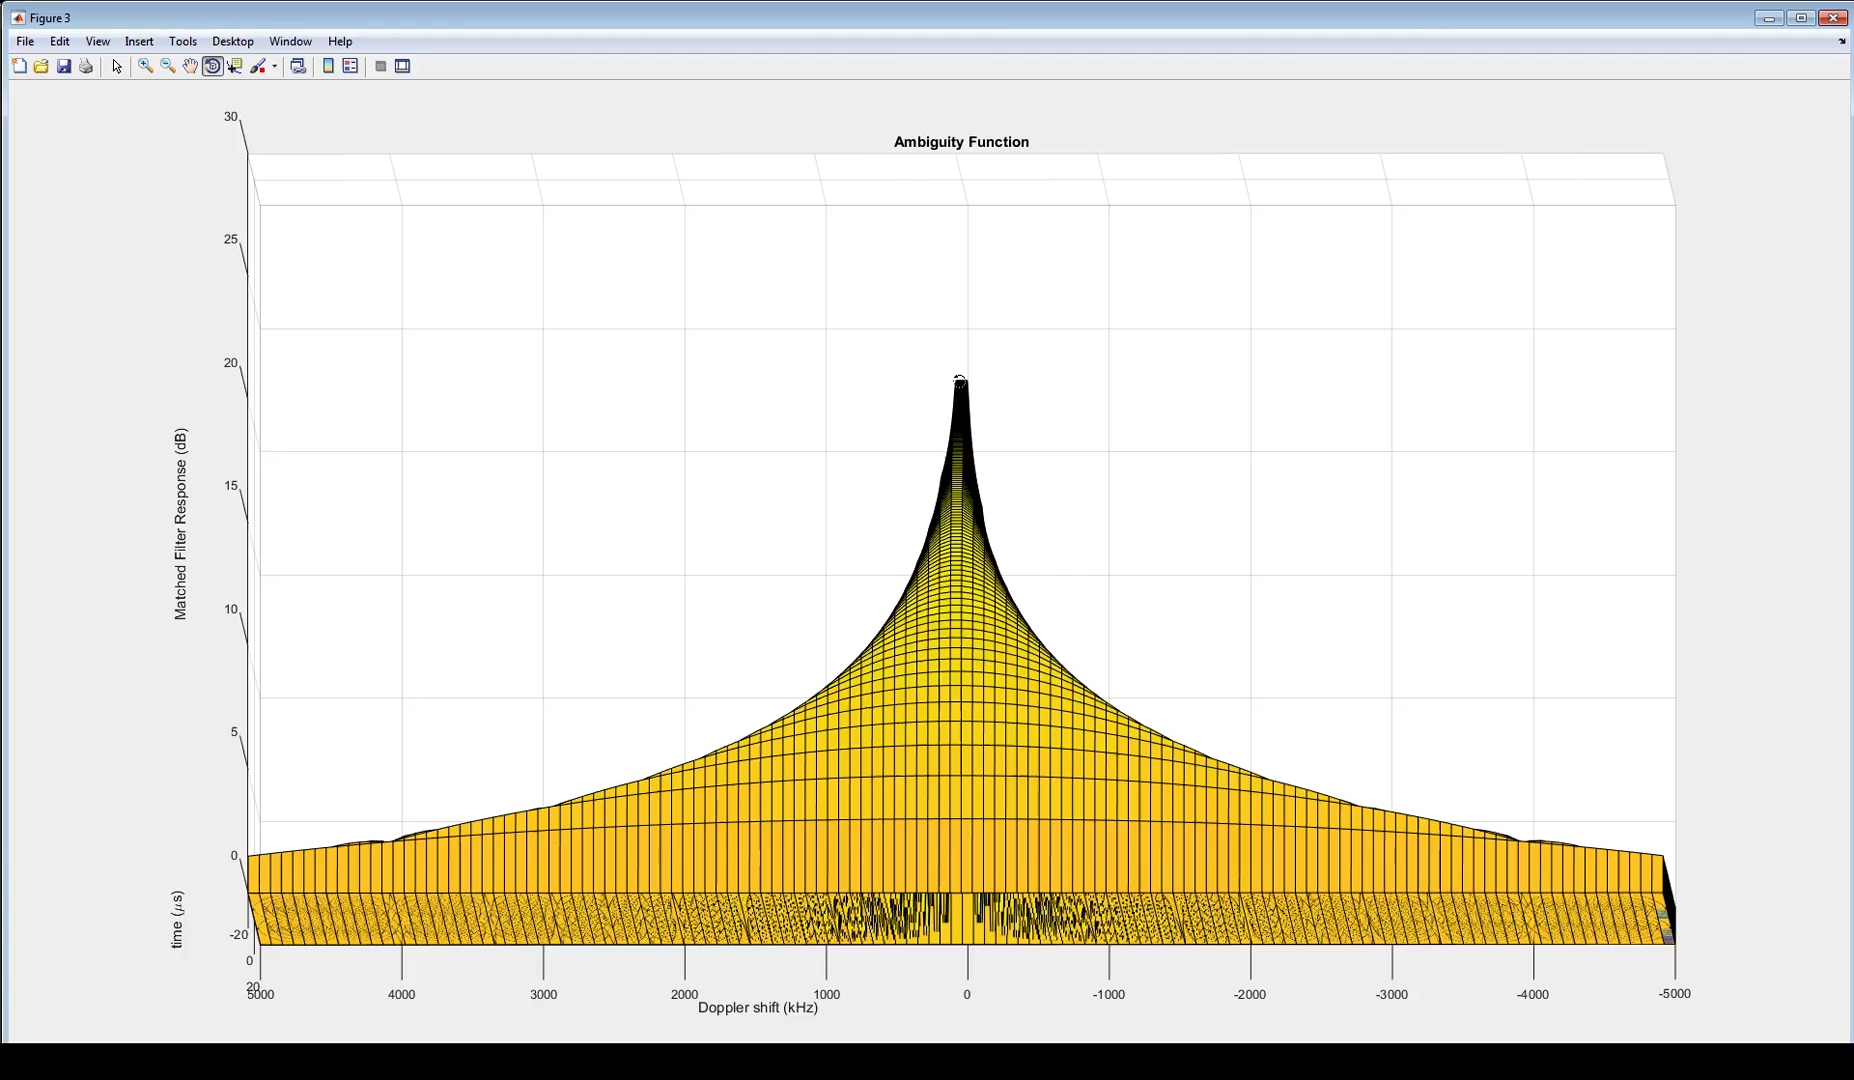 Figure 3
File Edit View Insert Tools Desktop Window Help
Ambiguity Function
30
25
20
15
10
5
0
Matched Filter Response (dB)
time (μs)
-20
0
20
5000 4000 3000 2000 1000 0 -1000 -2000 -3000 -4000 -5000
Doppler shift (kHz)